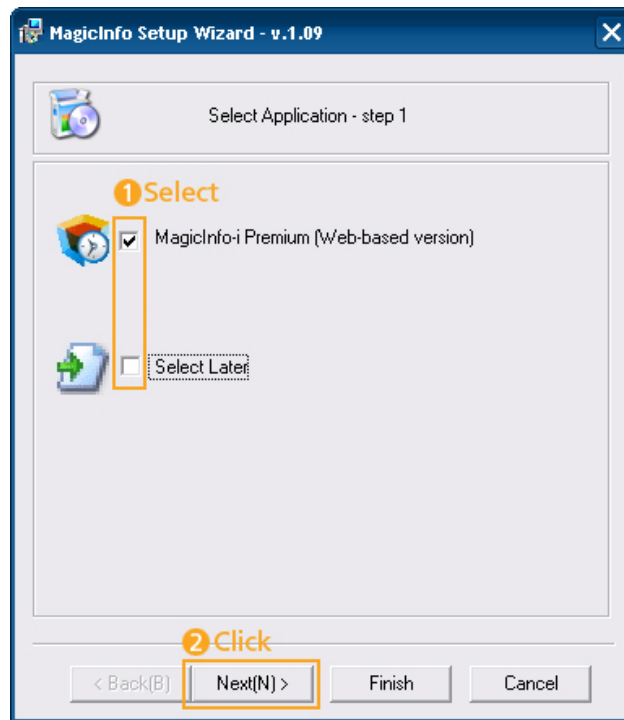 MagicInfo Setup Wizard - v.1.09
Select Application - step 1
1 Select
MagicInfo-i Premium (Web-based version)
Select Later
2 Click
< Back(B) Next(N) > Finish Cancel